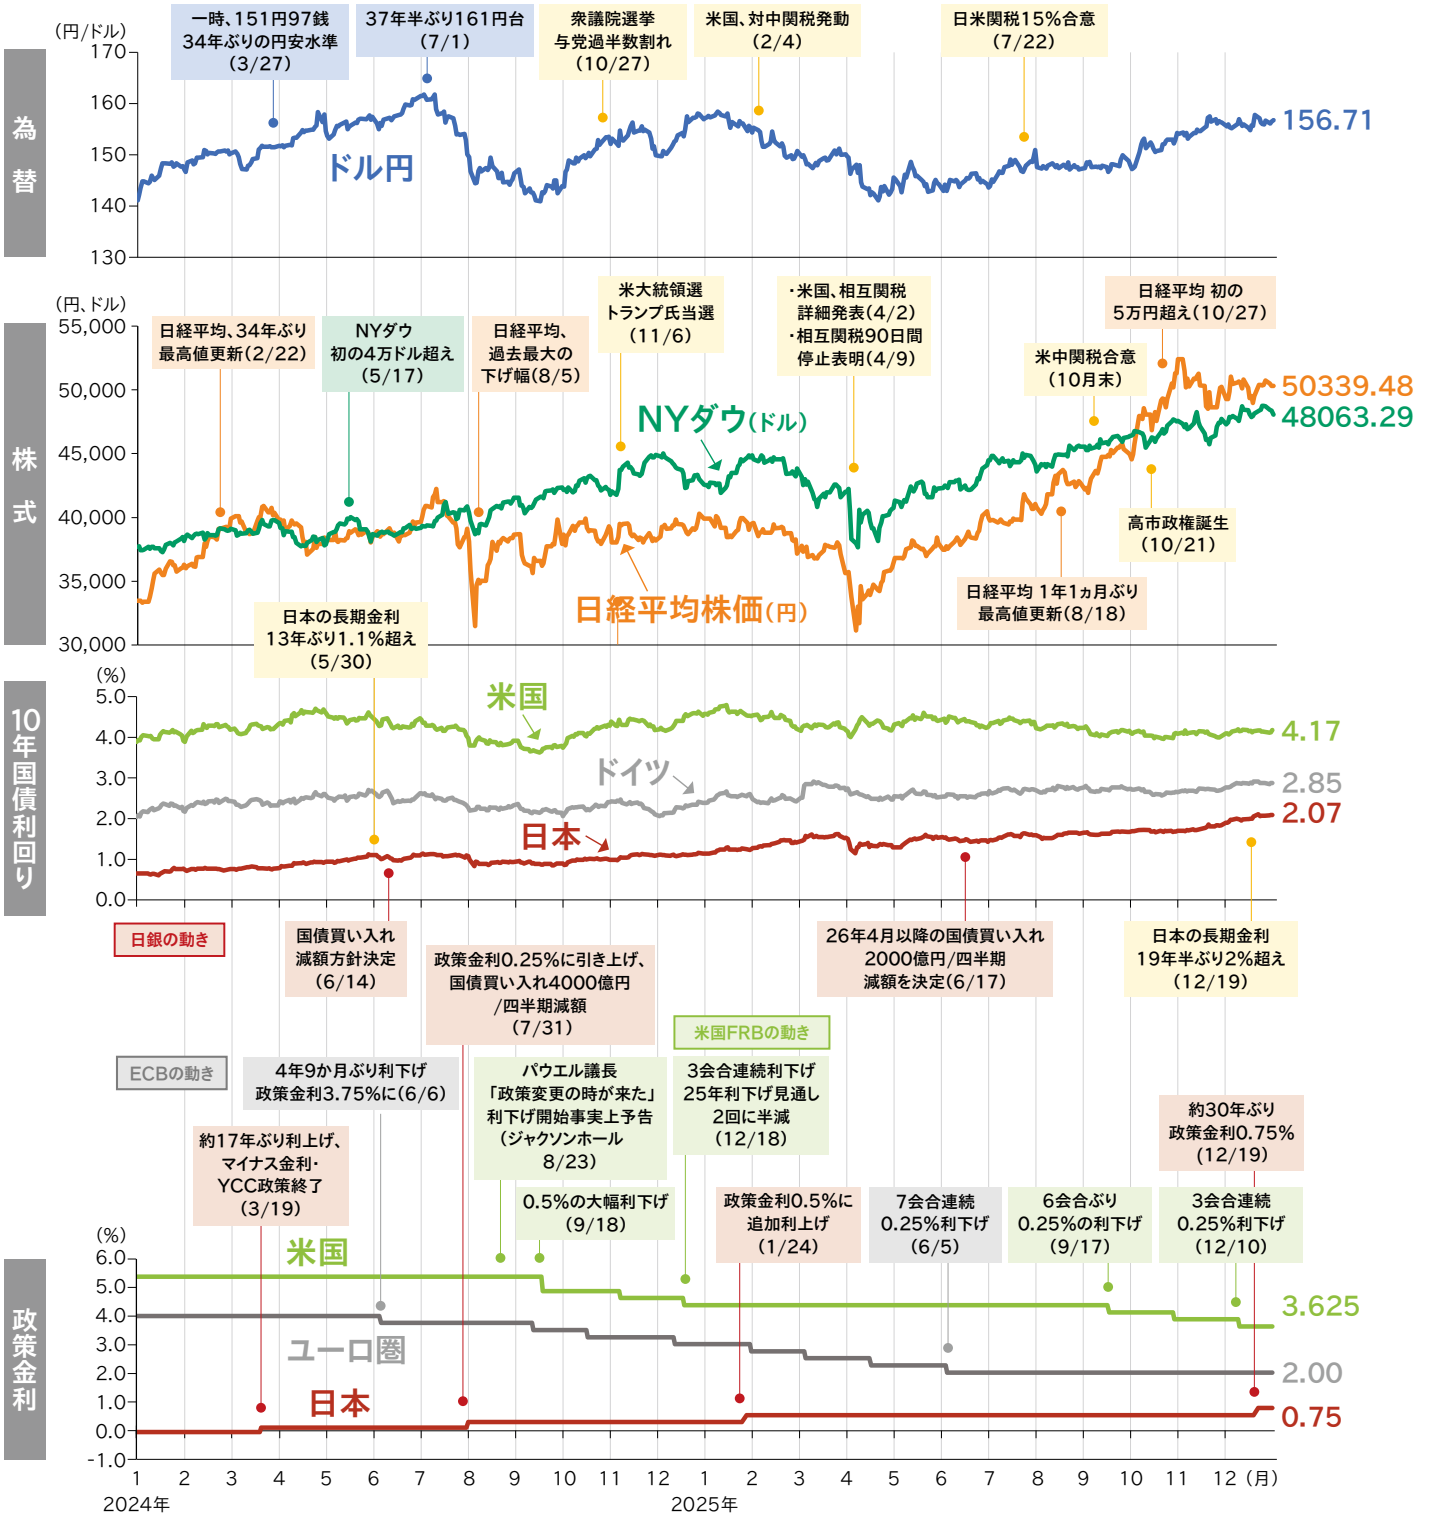 為替
(円/ドル)
170
160
150
140
130
一時、151円97銭
34年ぶりの円安水準
(3/27)
37年半ぶり161円台
(7/1)
衆議院選挙
与党過半数割れ
(10/27)
米国、対中関税発動
(2/4)
日米関税15%合意
(7/22)
ドル円
156.71
株式
(円、ドル)
55,000
50,000
45,000
40,000
35,000
30,000
日経平均、34年ぶり
最高値更新(2/22)
NYダウ
初の4万ドル超え
(5/17)
日経平均、
過去最大の
下げ幅(8/5)
米大統領選
トランプ氏当選
(11/6)
・米国、相互関税
詳細発表(4/2)
・相互関税90日間
停止表明(4/9)
日経平均 初の
5万円超え(10/27)
米中関税合意
(10月末)
NYダウ(ドル)
日経平均株価(円)
高市政権誕生
(10/21)
日経平均 1年1ヵ月ぶり
最高値更新(8/18)
50339.48
48063.29
10年国債利回り
(%)
5.0
4.0
3.0
2.0
1.0
0.0
日本の長期金利
13年ぶり1.1%超え
(5/30)
米国
ドイツ
日本
4.17
2.85
2.07
日銀の動き
国債買い入れ
減額方針決定
(6/14)
政策金利0.25%に引き上げ、
国債買い入れ4000億円
/四半期減額
(7/31)
26年4月以降の国債買い入れ
2000億円/四半期
減額を決定(6/17)
日本の長期金利
19年半ぶり2%超え
(12/19)
米国FRBの動き
ECBの動き
4年9か月ぶり利下げ
政策金利3.75%に(6/6)
パウエル議長
「政策変更の時が来た」
利下げ開始事実上予告
(ジャクソンホール
8/23)
3会合連続利下げ
25年利下げ見通し
2回に半減
(12/18)
約30年ぶり
政策金利0.75%
(12/19)
約17年ぶり利上げ、
マイナス金利・
YCC政策終了
(3/19)
0.5%の大幅利下げ
(9/18)
政策金利0.5%に
追加利上げ
(1/24)
7会合連続
0.25%利下げ
(6/5)
6会合ぶり
0.25%の利下げ
(9/17)
3会合連続
0.25%利下げ
(12/10)
政策金利
(%)
6.0
5.0
4.0
3.0
2.0
1.0
0.0
-1.0
米国
ユーロ圏
日本
3.625
2.00
0.75
1 2 3 4 5 6 7 8 9 10 11 12 1 2 3 4 5 6 7 8 9 10 11 12 (月)
2024年 2025年